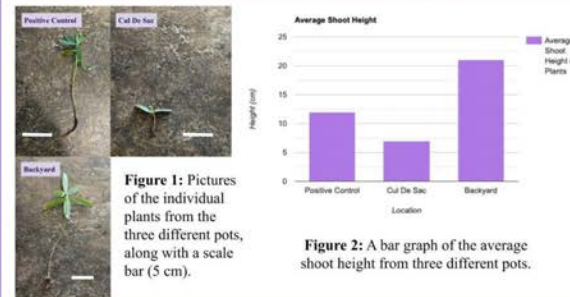 Positive Control
Cul De Sac
Backyard
Figure 1: Pictures
of the individual
plants from the
three different pots,
along with a scale
bar (5 cm).
Average Shoot Height
25
20
15
10
5
0
Height (cm)
Positive Control
Cul De Sac
Backyard
Location
Shoot
Height
Plants
Figure 2: A bar graph of the average
shoot height from three different pots.